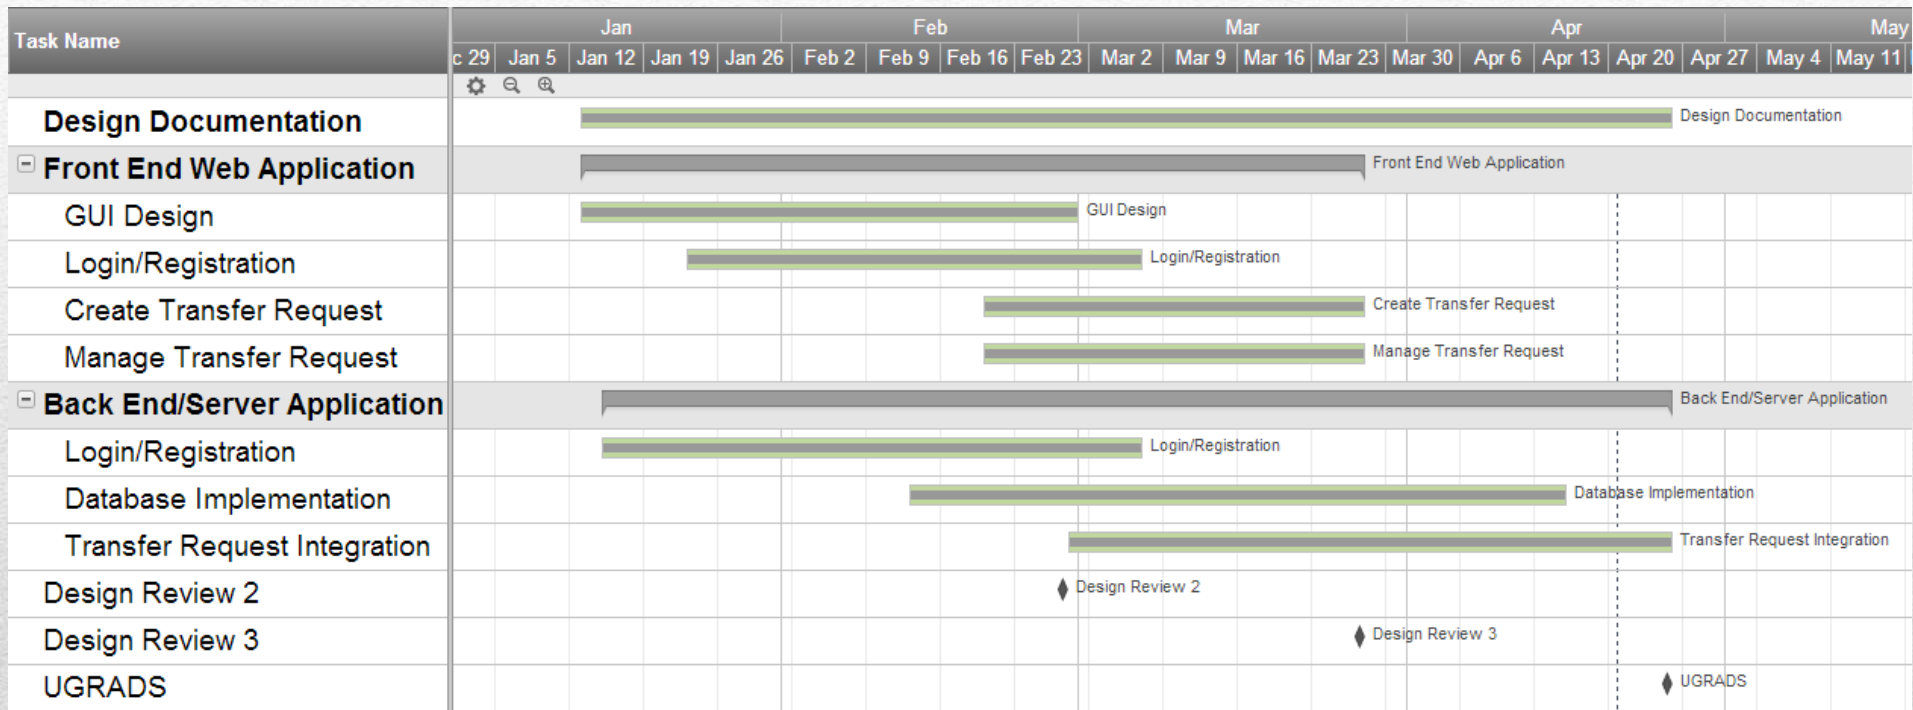 Task Name
Jan Feb Mar Apr May
c 29 Jan 5 Jan 12 Jan 19 Jan 26 Feb 2 Feb 9 Feb 16 Feb 23 Mar 2 Mar 9 Mar 16 Mar 23 Mar 30 Apr 6 Apr 13 Apr 20 Apr 27 May 4 May 11
Design Documentation Design Documentation
Front End Web Application Front End Web Application
GUI Design GUI Design
Login/Registration Login/Registration
Create Transfer Request Create Transfer Request
Manage Transfer Request Manage Transfer Request
Back End/Server Application Back End/Server Application
Login/Registration Login/Registration
Database Implementation Database Implementation
Transfer Request Integration Transfer Request Integration
Design Review 2 Design Review 2
Design Review 3 Design Review 3
UGRADS UGRADS